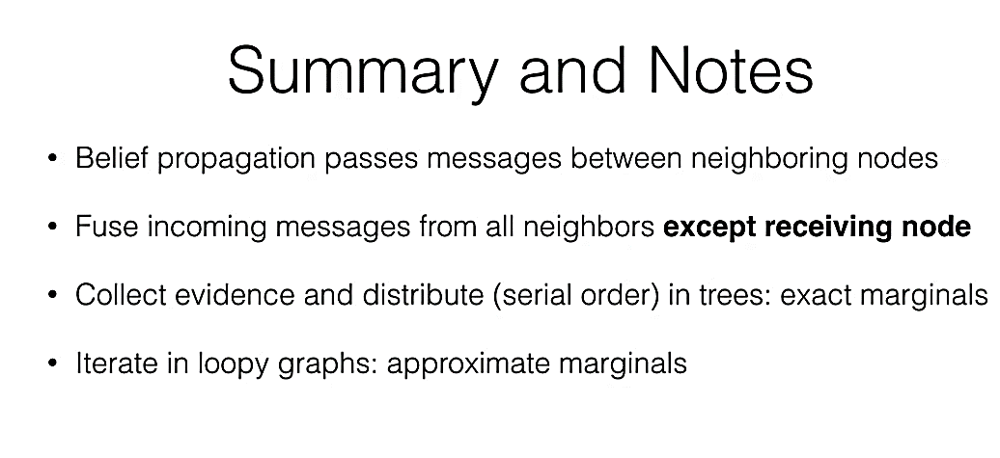 Summary and Notes
• Belief propagation passes messages between neighboring nodes
• Fuse incoming messages from all neighbors except receiving node
• Collect evidence and distribute (serial order) in trees: exact marginals
• Iterate in loopy graphs: approximate marginals